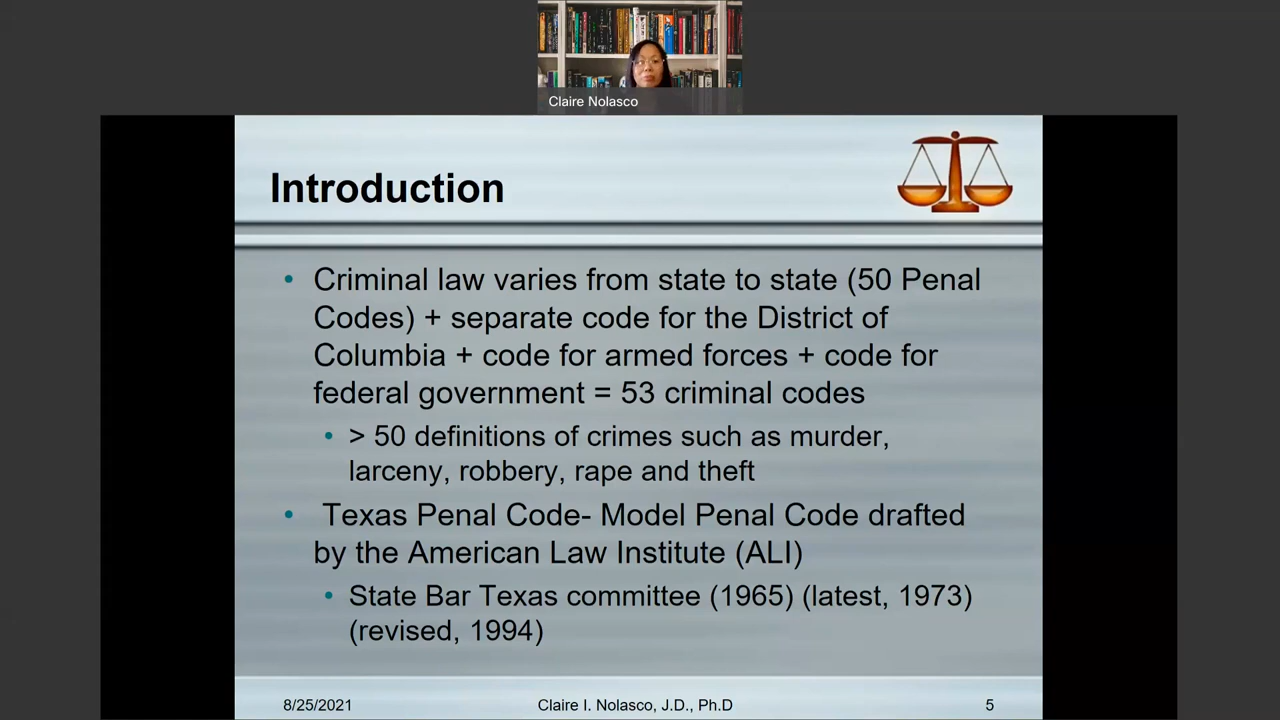 Claire Nolasco
Introduction
• Criminal law varies from state to state (50 Penal
Codes) + separate code for the District of
Columbia + code for armed forces + code for
federal government = 53 criminal codes
• > 50 definitions of crimes such as murder,
larceny, robbery, rape and theft
• Texas Penal Code- Model Penal Code drafted
by the American Law Institute (ALI)
• State Bar Texas committee (1965) (latest, 1973)
(revised, 1994)
8/25/2021 Claire I. Nolasco, J.D., Ph.D 5